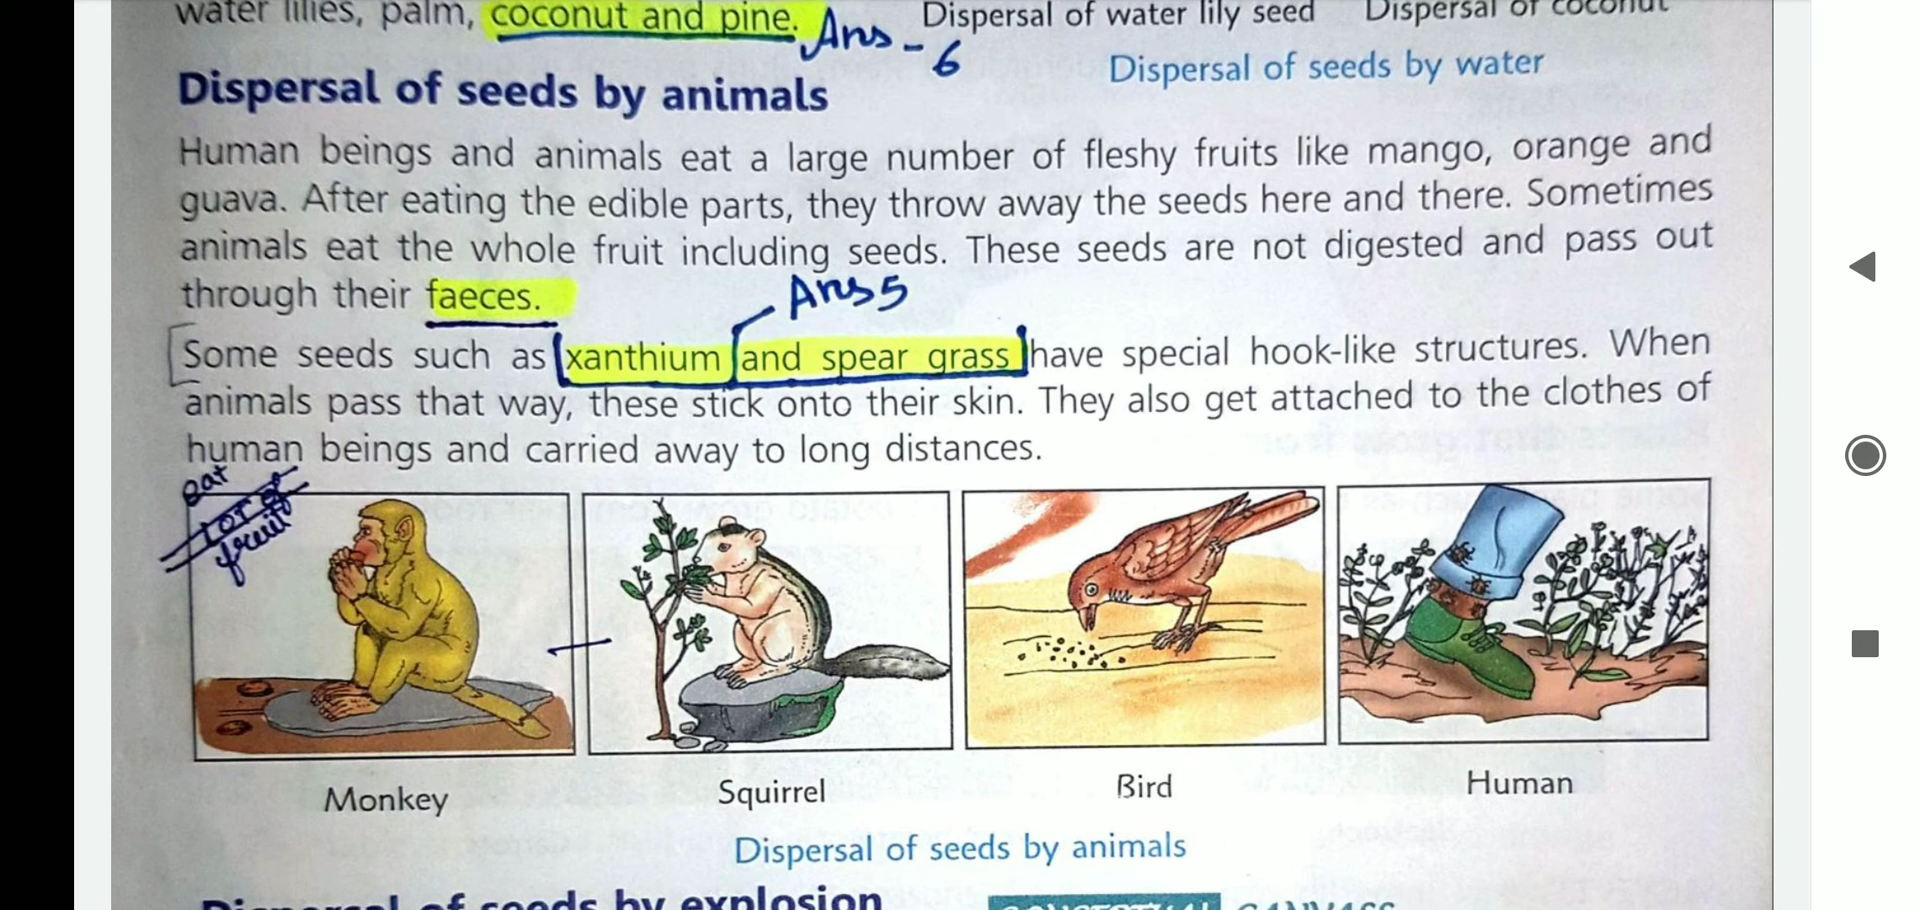 water lilies, palm, coconut and pine. Ans - 6
Dispersal of water lily seed Dispersal of coconut
Dispersal of seeds by water
Dispersal of seeds by animals
Human beings and animals eat a large number of fleshy fruits like mango, orange and
guava. After eating the edible parts, they throw away the seeds here and there. Sometimes
animals eat the whole fruit including seeds. These seeds are not digested and pass out
through their faeces.
Ans 5
Some seeds such as xanthium and spear grass have special hook-like structures. When
animals pass that way, these stick onto their skin. They also get attached to the clothes of
human beings and carried away to long distances.
eat
fruit
Monkey Squirrel Bird Human
Dispersal of seeds by animals
Dispersal of seeds by explosion